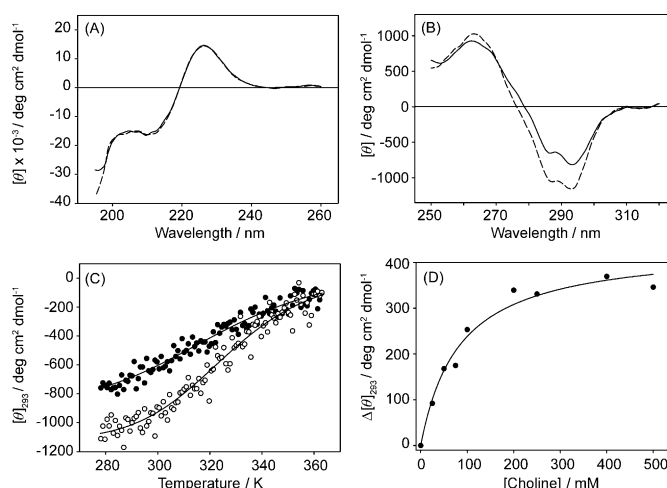 (A)
20
10
0
-10
-20
-30
-40
[θ] x 10⁻³ / deg cm² dmol⁻¹
200 220 240 260
Wavelength / nm
(B)
1000
500
0
-500
-1000
[θ] / deg cm² dmol⁻¹
250 270 290 310
Wavelength / nm
(C)
0
-200
-400
-600
-800
-1000
-1200
[θ]₂₉₃ / deg cm² dmol⁻¹
280 300 320 340 360
Temperature / K
(D)
400
300
200
100
0
Δ[θ]₂₉₃ / deg cm² dmol⁻¹
0 100 200 300 400 500
[Choline] / mM